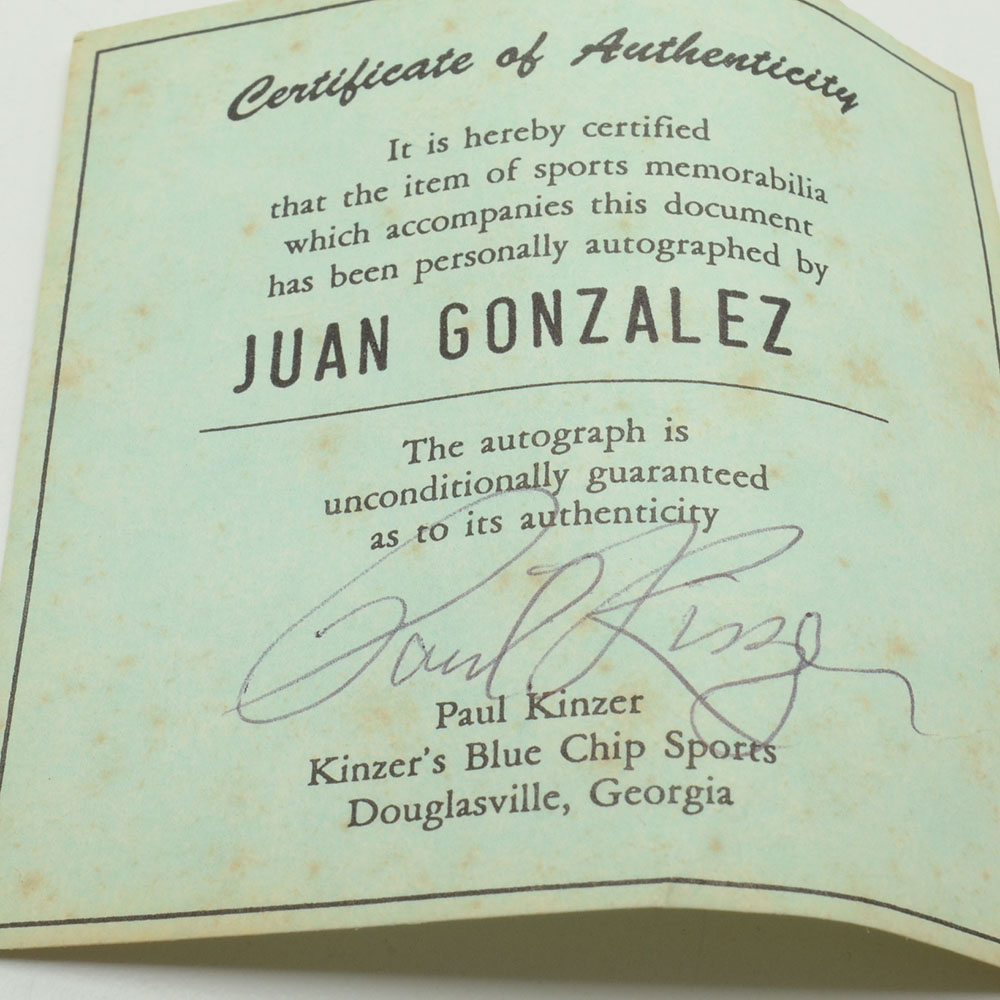 Certificate of Authenticity
It is hereby certified
that the item of sports memorabilia
which accompanies this document
has been personally autographed by
JUAN GONZALEZ
The autograph is
unconditionally guaranteed
as to its authenticity
Paul Kinzer
Paul Kinzer
Kinzer's Blue Chip Sports
Douglasville, Georgia